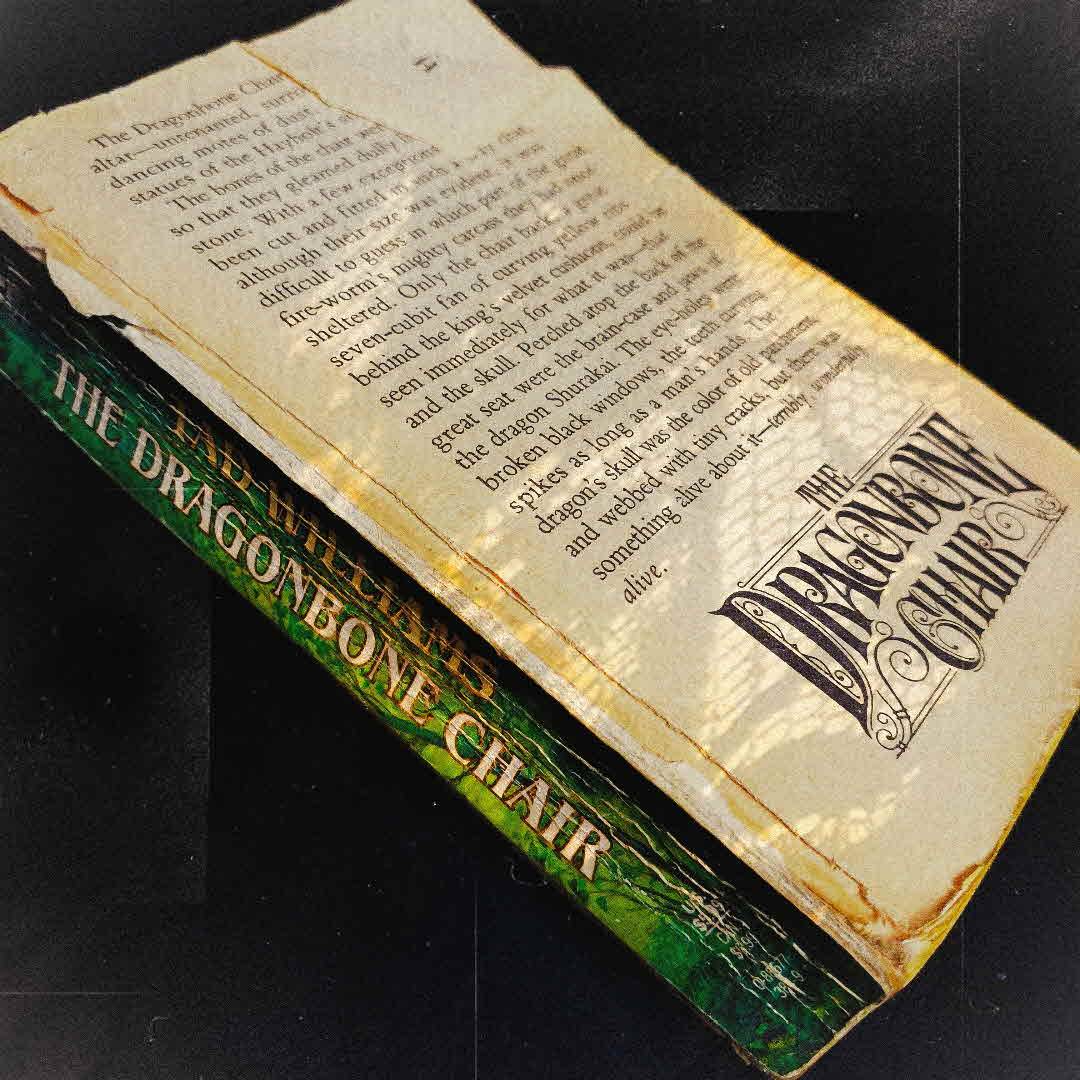 The Dragonbone Chair
altar—untenanted, surro
dancing motes of dust
statues of the Hayholt's
The bones of the chair
so that they gleamed dully
stone. With a few exceptions
been cut and fitted in such
although their size was evident, it was
difficult to guess in which part of the great
fire-worm's mighty carcass they had once
sheltered. Only the chair back, a great
seven-cubit fan of curving yellow ribs
behind the king's velvet cushion, could be
seen immediately for what it was—that
and the skull. Perched atop the back of the
great seat were the brain-case and jaws of
the dragon Shurakai. The eye-holes were
broken black windows, the teeth curving
spikes as long as a man's hands. The
dragon's skull was the color of old parchment
and webbed with tiny cracks, but there was
something alive about it—terribly, wonderfully
alive.
THE
DRAGONBONE
CHAIR
TAD WILLIAMS
THE DRAGONBONE CHAIR